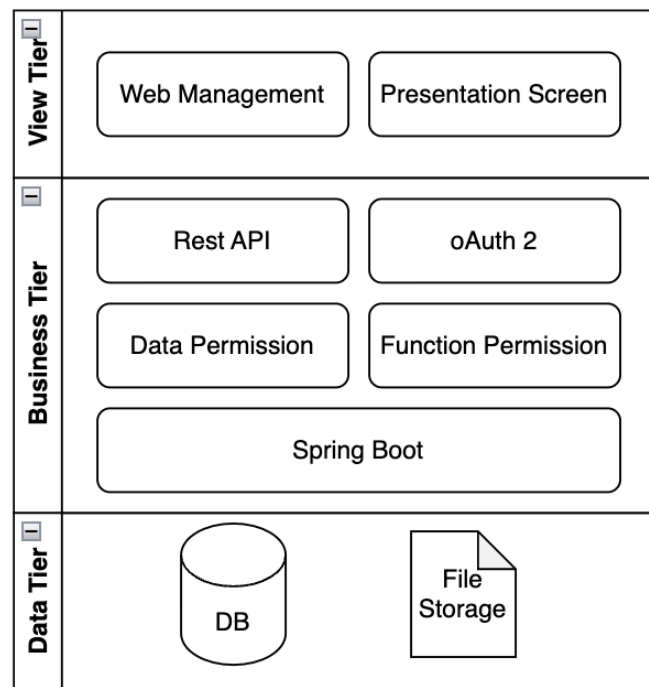 View Tier
Web Management
Presentation Screen
Business Tier
Rest API
oAuth 2
Data Permission
Function Permission
Spring Boot
Data Tier
DB
File
Storage